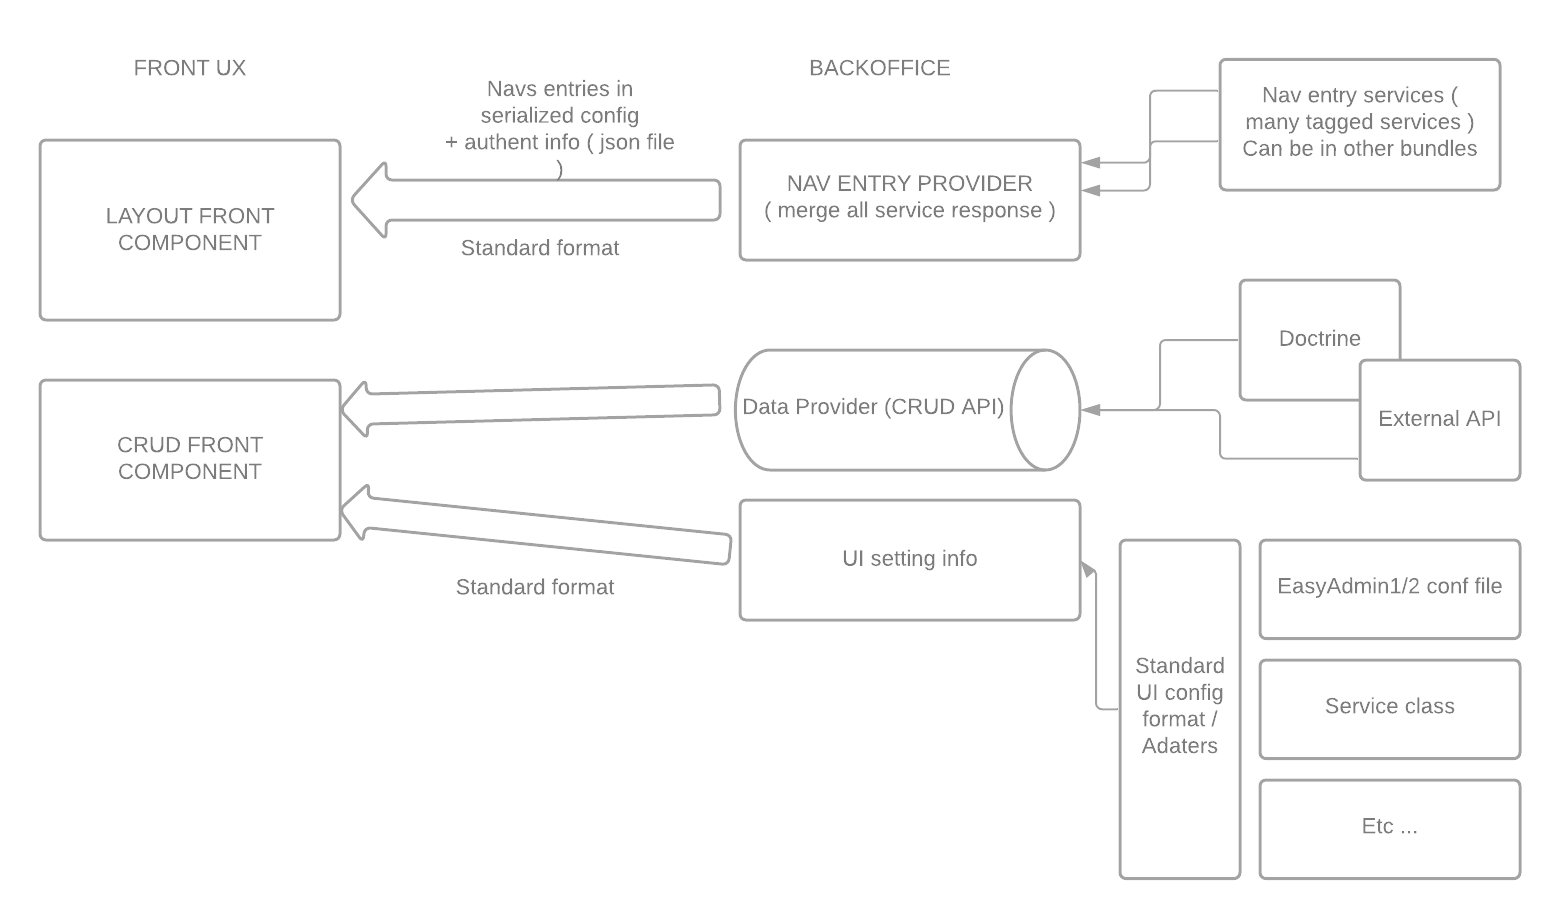 FRONT UX
BACKOFFICE
Navs entries in
serialized config
+ authent info ( json file
)
Standard format
LAYOUT FRONT
COMPONENT
NAV ENTRY PROVIDER
( merge all service response )
Nav entry services (
many tagged services )
Can be in other bundles
CRUD FRONT
COMPONENT
Data Provider (CRUD API)
Doctrine
External API
UI setting info
Standard format
Standard
UI config
format /
Adaters
EasyAdmin1/2 conf file
Service class
Etc ...